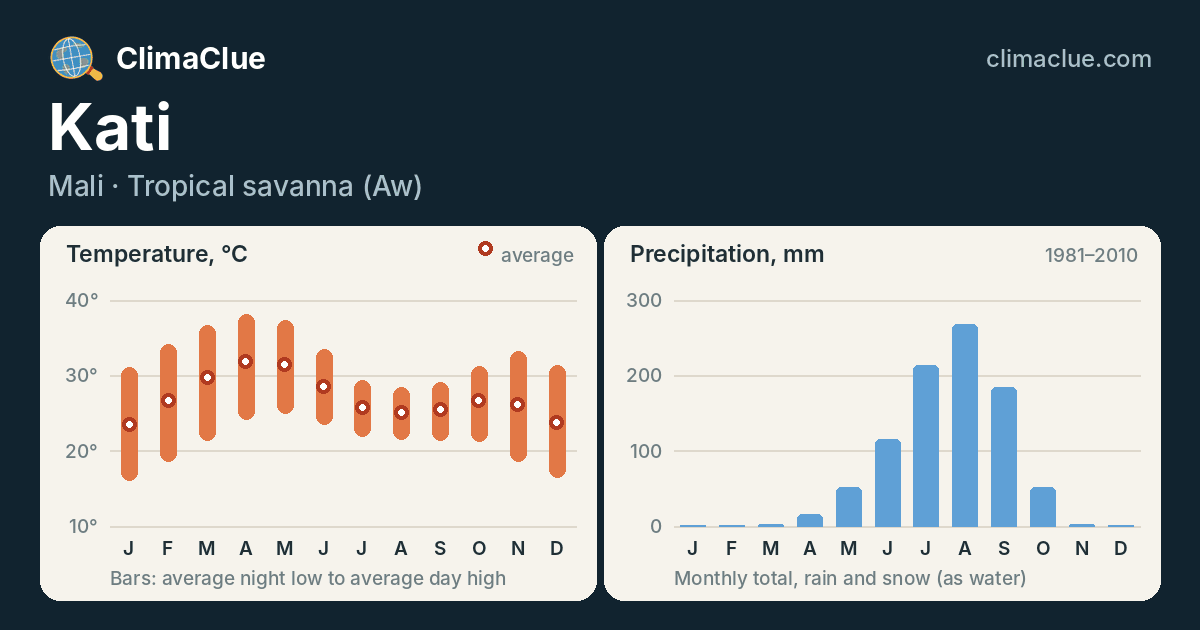 ClimaClue
climaclue.com
Kati
Mali · Tropical savanna (Aw)
Temperature, °C
average
40°
30°
20°
10°
J F M A M J J A S O N D
Bars: average night low to average day high
Precipitation, mm
1981–2010
300
200
100
0
J F M A M J J A S O N D
Monthly total, rain and snow (as water)